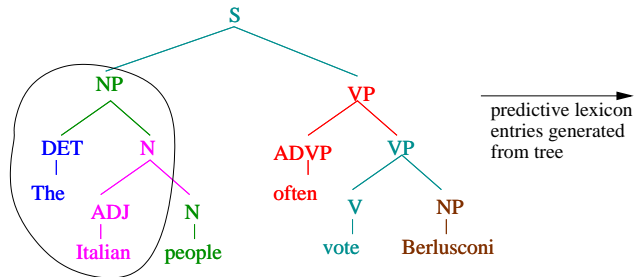 S
NP VP
predictive lexicon
entries generated
from tree
DET N ADVP VP
The often
ADJ N V NP
Italian people vote Berlusconi